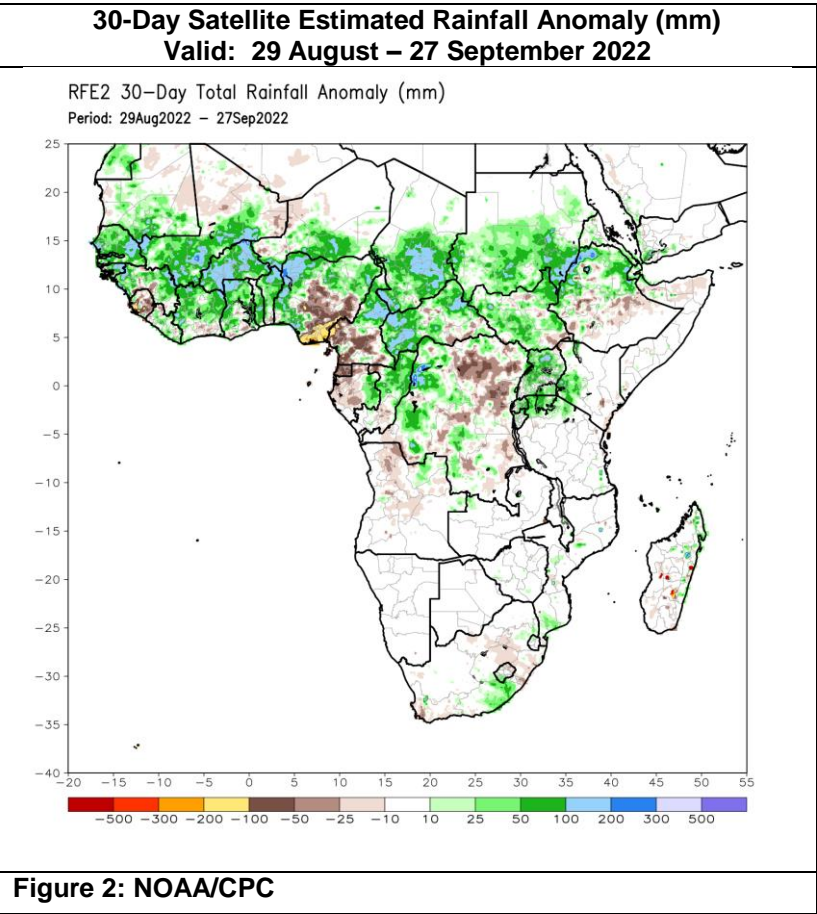 30-Day Satellite Estimated Rainfall Anomaly (mm)
Valid: 29 August – 27 September 2022
RFE2 30-Day Total Rainfall Anomaly (mm)
Period: 29Aug2022 - 27Sep2022
25
20
15
10
5
0
-5
-10
-15
-20
-25
-30
-35
-40
-20 -15 -10 -5 0 5 10 15 20 25 30 35 40 45 50 55
-500 -300 -200 -100 -50 -25 -10 10 25 50 100 200 300 500
Figure 2: NOAA/CPC